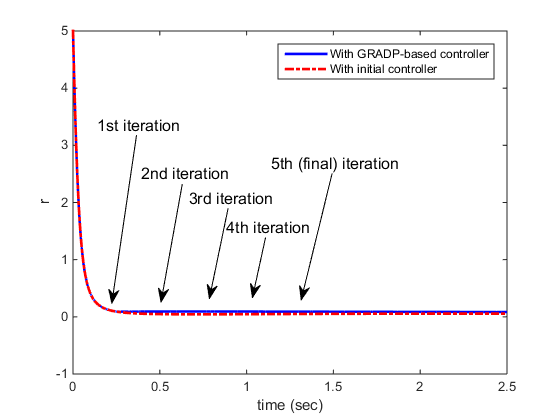 5
With GRADP-based controller
With initial controller
4
1st iteration
3
5th (final) iteration
2nd iteration
3rd iteration
r
2
4th iteration
1
0
-1
0
0.5
1
1.5
2
2.5
time (sec)